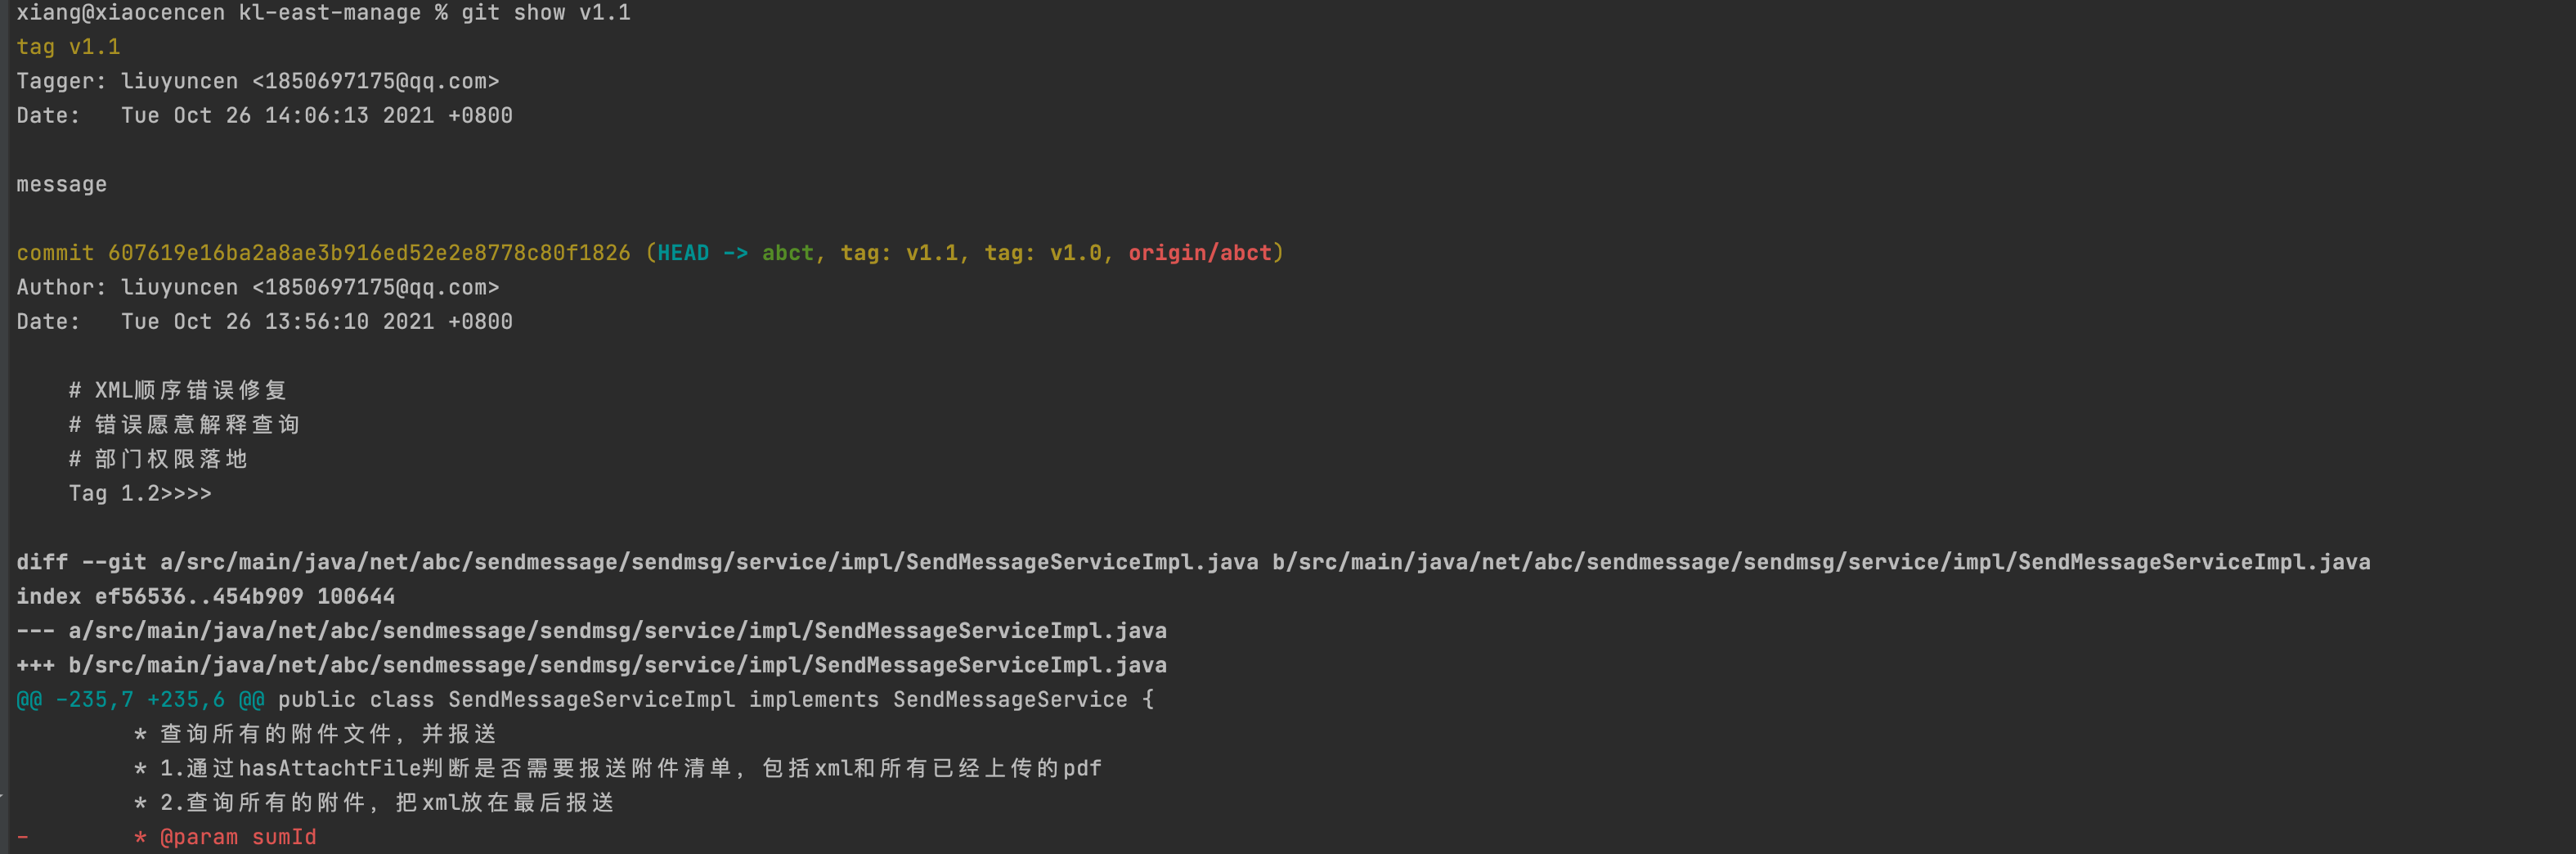 xiang@xiaocencen kl-east-manage % git show v1.1
tag v1.1
Tagger: liuyuncen <1850697175@qq.com>
Date:   Tue Oct 26 14:06:13 2021 +0800
message
commit 607619e16ba2a8ae3b916ed52e2e8778c80f1826 (HEAD -> abct, tag: v1.1, tag: v1.0, origin/abct)
Author: liuyuncen <1850697175@qq.com>
Date:   Tue Oct 26 13:56:10 2021 +0800
# XML顺序错误修复
# 错误愿意解释查询
# 部门权限落地
Tag 1.2>>>>
diff --git a/src/main/java/net/abc/sendmessage/sendmsg/service/impl/SendMessageServiceImpl.java b/src/main/java/net/abc/sendmessage/sendmsg/service/impl/SendMessageServiceImpl.java
index ef56536..454b909 100644
--- a/src/main/java/net/abc/sendmessage/sendmsg/service/impl/SendMessageServiceImpl.java
+++ b/src/main/java/net/abc/sendmessage/sendmsg/service/impl/SendMessageServiceImpl.java
@@ -235,7 +235,6 @@ public class SendMessageServiceImpl implements SendMessageService {
* 查询所有的附件文件，并报送
* 1.通过hasAttachtFile判断是否需要报送附件清单，包括xml和所有已经上传的pdf
* 2.查询所有的附件，把xml放在最后报送
-        * @param sumId